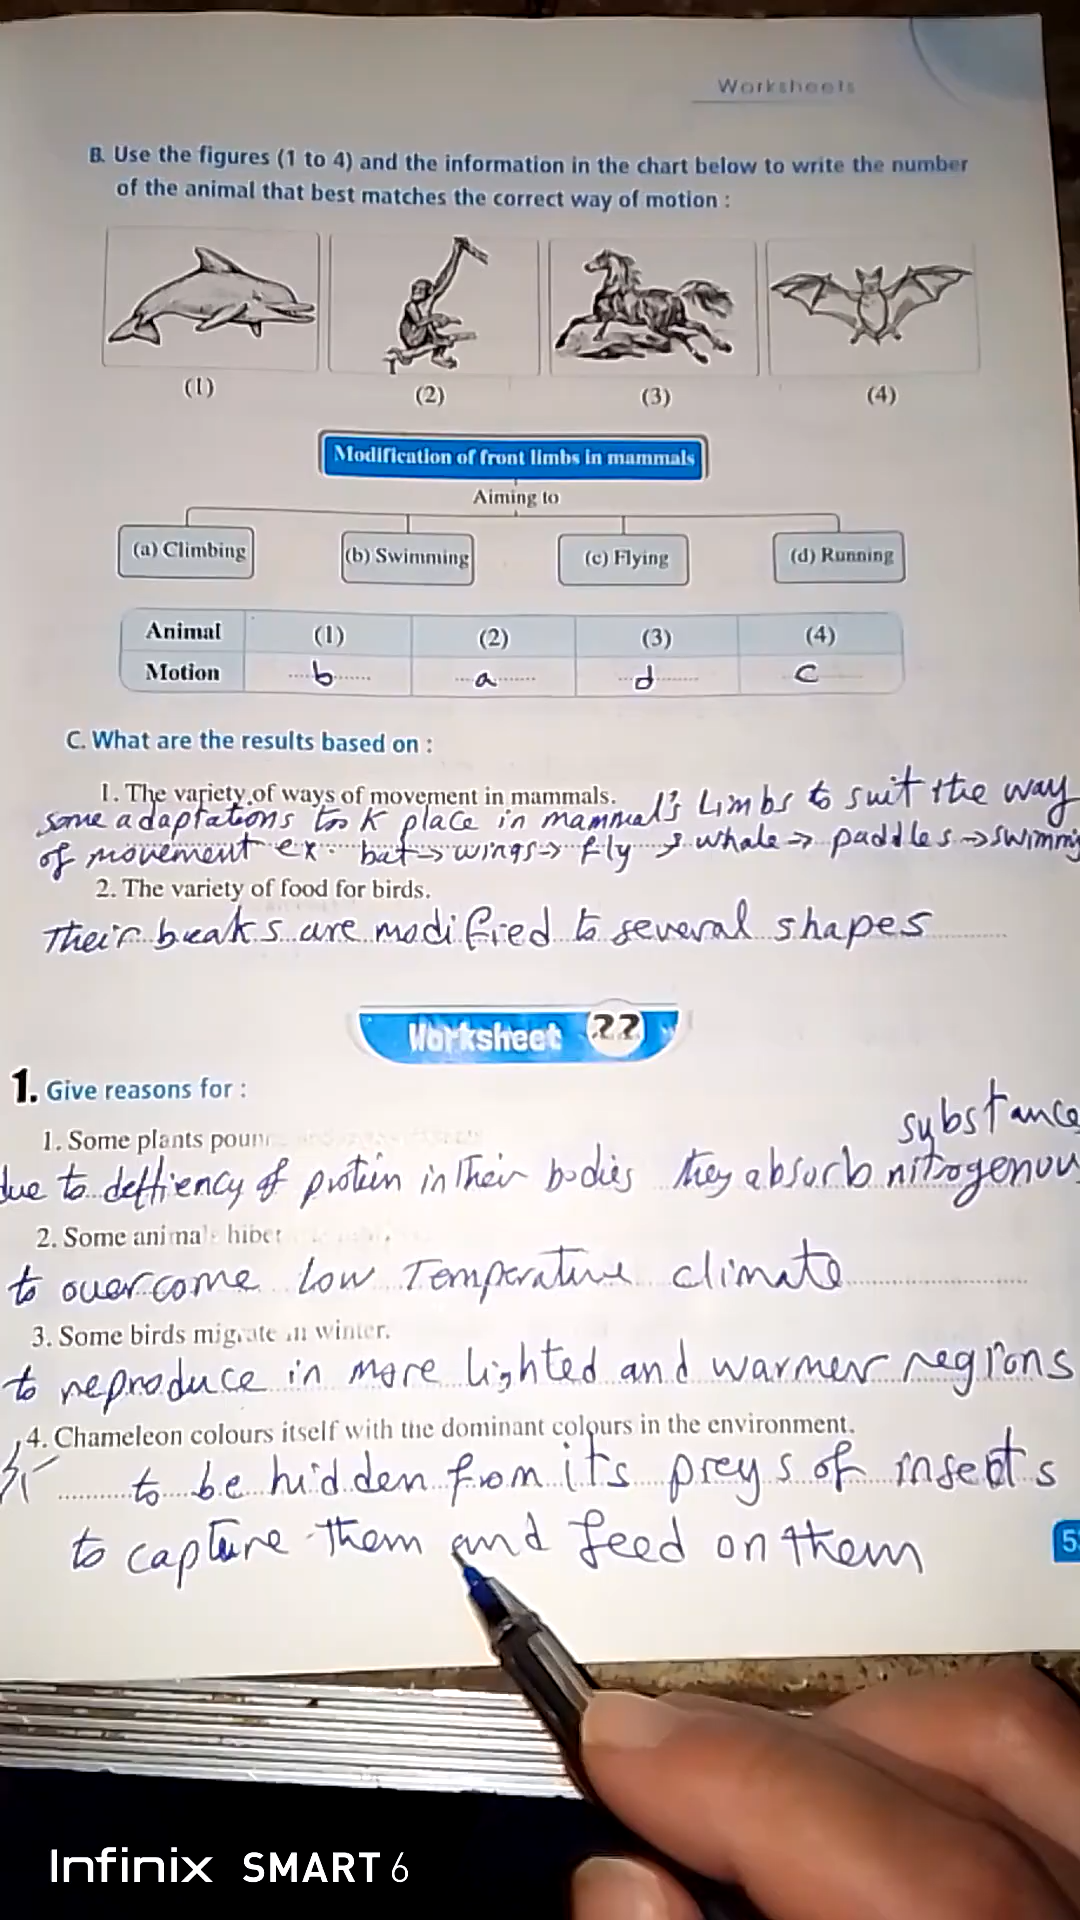 Worksheets
B. Use the figures (1 to 4) and the information in the chart below to write the number
of the animal that best matches the correct way of motion :
(1)
(2)
(3)
(4)
Modification of front limbs in mammals
Aiming to
(a) Climbing
(b) Swimming
(c) Flying
(d) Running
Animal (1) (2) (3) (4)
Motion b a d c
C. What are the results based on :
1. The variety of ways of movement in mammals.
some adaptations took place in mammal's Limbs to suit the way
of movement ex. bat → wings → fly , whale → paddles → swimming
2. The variety of food for birds.
Their beaks are modified to several shapes
Worksheet 22
1. Give reasons for :
1. Some plants
substance
due to deffiency of protein in Their bodies they absorb nitrogenou
2. Some animals
to overcome Low Temperature climate
3. Some birds migrate in winter.
to reproduce in more lighted and warmer regions
4. Chameleon colours itself with the dominant colours in the environment.
to be hidden from its preys of insects
to capture them and feed on them
5
Infinix SMART 6